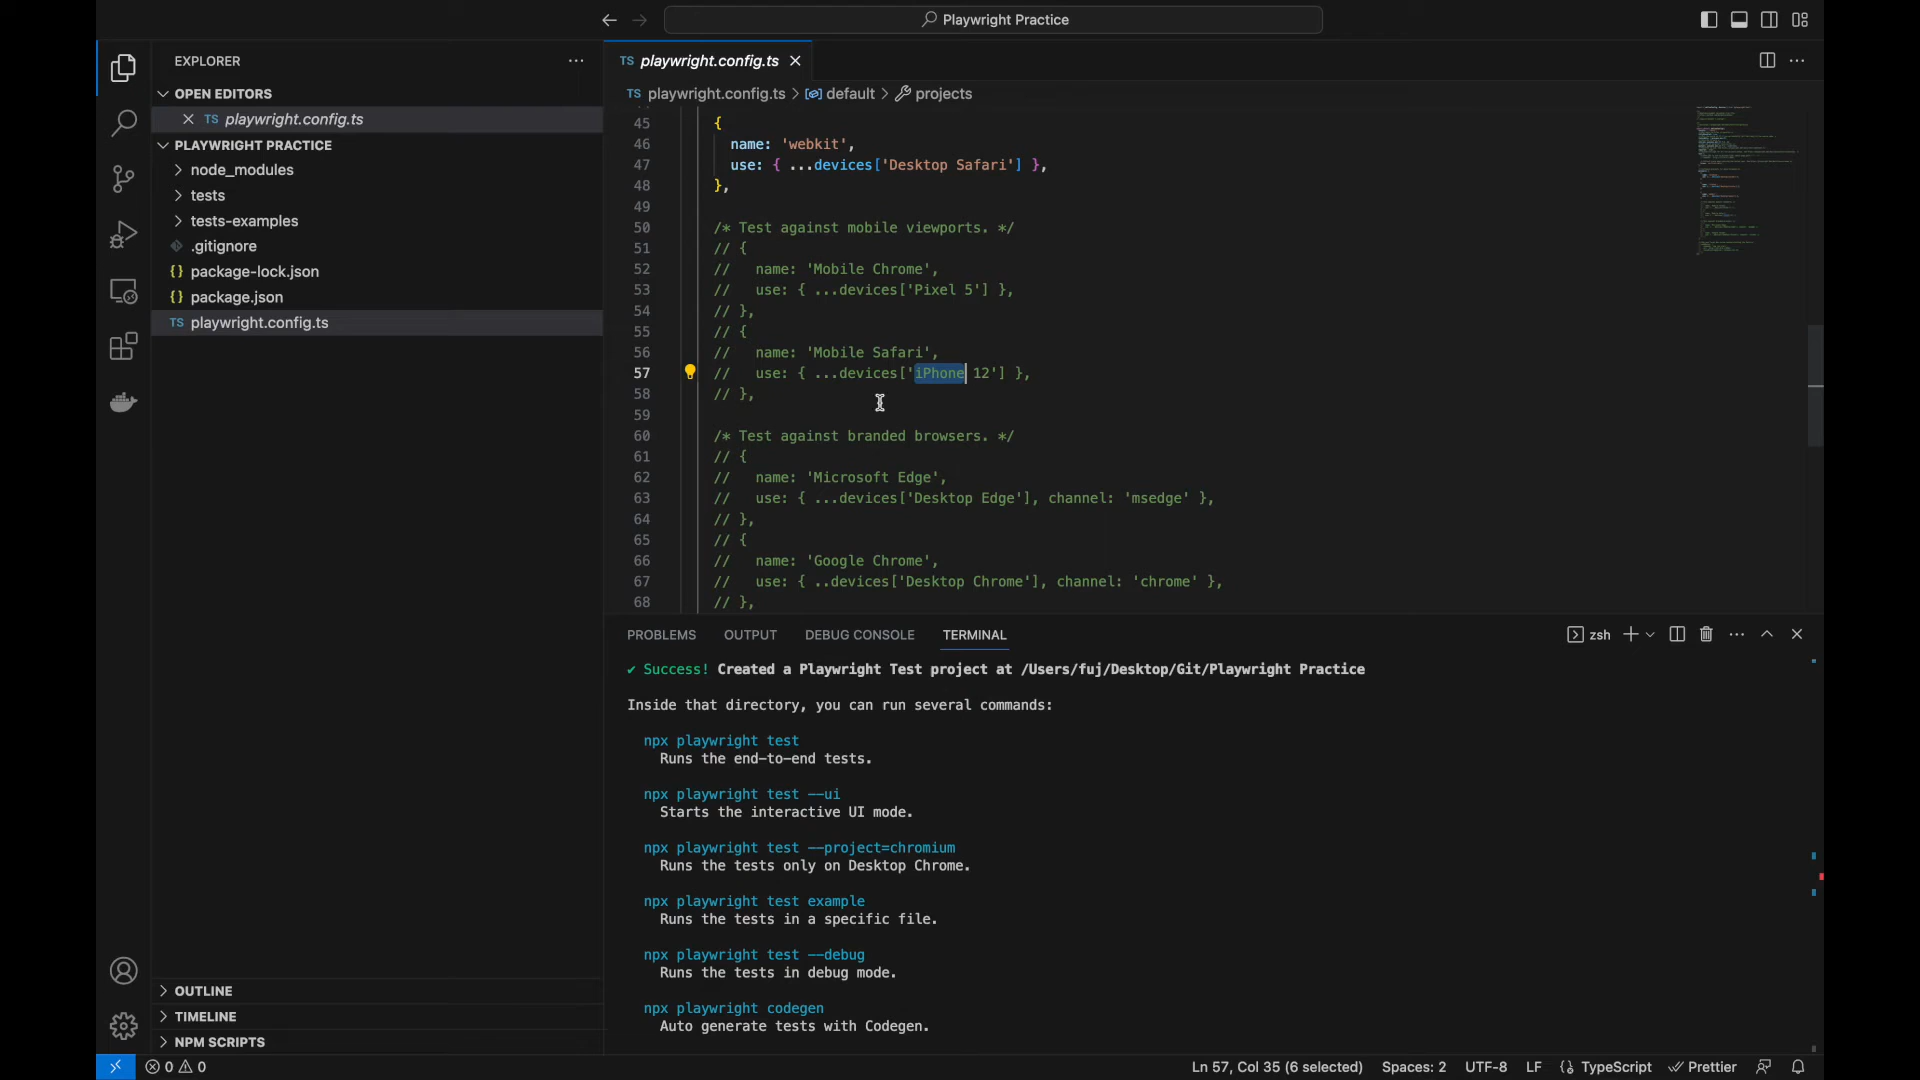 Playwright Practice
EXPLORER
OPEN EDITORS
TS playwright.config.ts
PLAYWRIGHT PRACTICE
node_modules
tests
tests-examples
.gitignore
{} package-lock.json
{} package.json
TS playwright.config.ts
OUTLINE
TIMELINE
NPM SCRIPTS
TS playwright.config.ts
TS playwright.config.ts > default > projects
45 {
46 name: 'webkit',
47 use: { ...devices['Desktop Safari'] },
48 },
49
50 /* Test against mobile viewports. */
51 // {
52 //   name: 'Mobile Chrome',
53 //   use: { ...devices['Pixel 5'] },
54 // },
55 // {
56 //   name: 'Mobile Safari',
57 //   use: { ...devices['iPhone 12'] },
58 // },
59
60 /* Test against branded browsers. */
61 // {
62 //   name: 'Microsoft Edge',
63 //   use: { ...devices['Desktop Edge'], channel: 'msedge' },
64 // },
65 // {
66 //   name: 'Google Chrome',
67 //   use: { ..devices['Desktop Chrome'], channel: 'chrome' },
68 // },
PROBLEMS OUTPUT DEBUG CONSOLE TERMINAL zsh
✔ Success! Created a Playwright Test project at /Users/fuj/Desktop/Git/Playwright Practice
Inside that directory, you can run several commands:
npx playwright test
Runs the end-to-end tests.
npx playwright test --ui
Starts the interactive UI mode.
npx playwright test --project=chromium
Runs the tests only on Desktop Chrome.
npx playwright test example
Runs the tests in a specific file.
npx playwright test --debug
Runs the tests in debug mode.
npx playwright codegen
Auto generate tests with Codegen.
0 0 Ln 57, Col 35 (6 selected) Spaces: 2 UTF-8 LF {} TypeScript Prettier